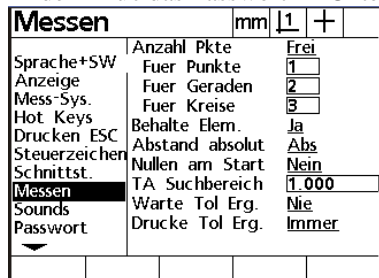 Messen mm 1
Sprache+SW
Anzeige
Mess-Sys.
Hot Keys
Drucken ESC
Steuerzeichen
Schnittst.
Messen
Sounds
Passwort
Anzahl Pkte Frei
Fuer Punkte 1
Fuer Geraden 2
Fuer Kreise 3
Behalte Elem. Ja
Abstand absolut Abs
Nullen am Start Nein
TA Suchbereich 1.000
Warte Tol Erg. Nie
Drucke Tol Erg. Immer